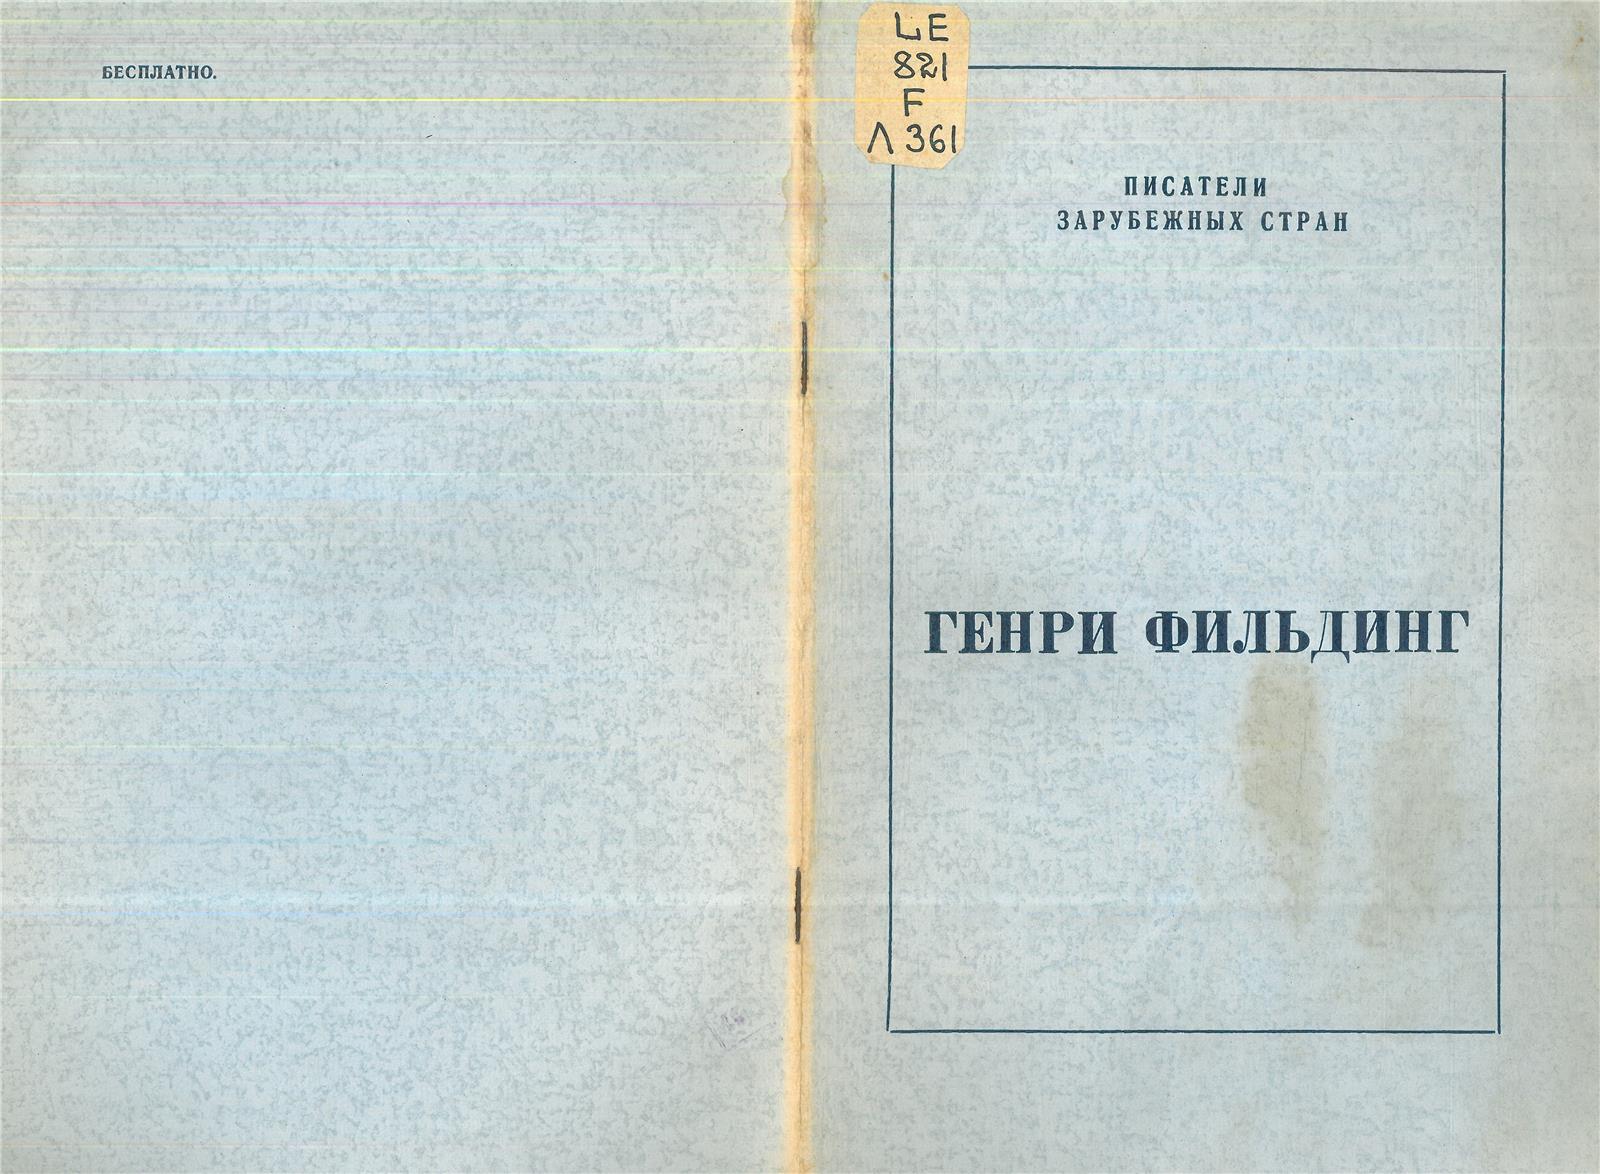 БЕСПЛАТНО.
LE
821
F
Л 361
ПИСАТЕЛИ
ЗАРУБЕЖНЫХ СТРАН
ГЕНРИ ФИЛЬДИНГ